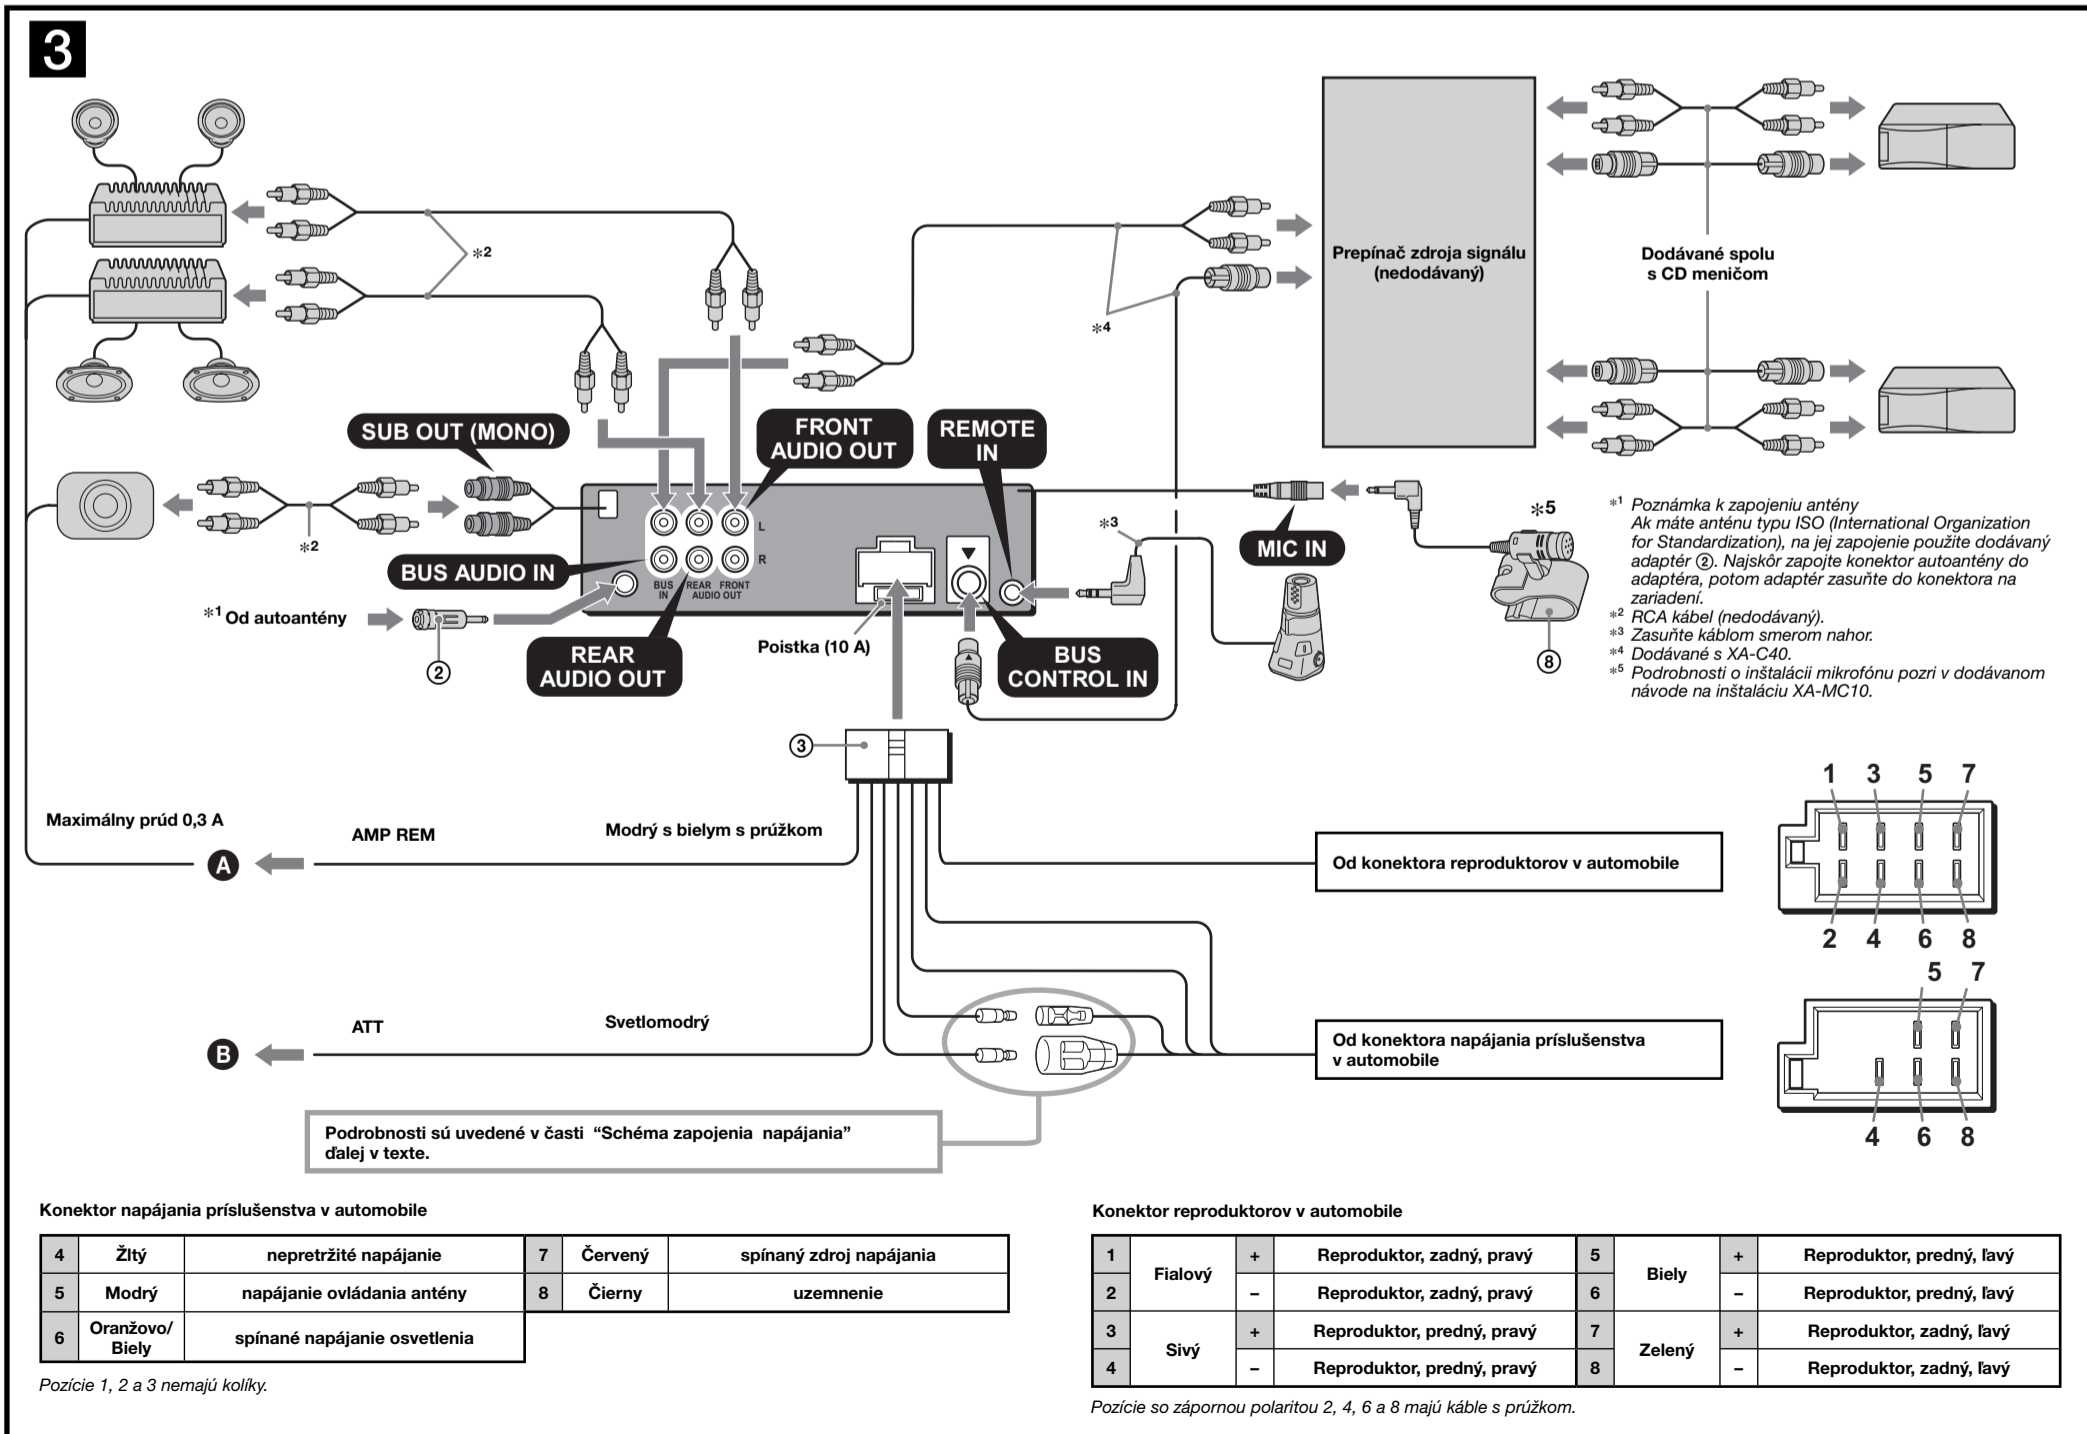 3
*2
SUB OUT (MONO)
FRONT
AUDIO OUT
REMOTE
IN
*4
Prepínač zdroja signálu
(nedodávaný)
Dodávané spolu
s CD meničom
*2
BUS AUDIO IN
L
R
BUS
IN
REAR
FRONT
AUDIO OUT
*3
MIC IN
*5
*1 Od autoantény
2
REAR
AUDIO OUT
Poistka (10 A)
BUS
CONTROL IN
8
*1 Poznámka k zapojeniu antény
Ak máte anténu typu ISO (International Organization
for Standardization), na jej zapojenie použite dodávaný
adaptér ②. Najskôr zapojte konektor autoantény do
adaptéra, potom adaptér zasuňte do konektora na
zariadení.
*2 RCA kábel (nedodávaný).
*3 Zasuňte káblom smerom nahor.
*4 Dodávané s XA-C40.
*5 Podrobnosti o inštalácii mikrofónu pozri v dodávanom
návode na inštaláciu XA-MC10.
3
Maximálny prúd 0,3 A
A
AMP REM
Modrý s bielym s prúžkom
Od konektora reproduktorov v automobile
1 3 5 7
2 4 6 8
B
ATT
Svetlomodrý
Od konektora napájania príslušenstva
v automobile
5 7
4 6 8
Podrobnosti sú uvedené v časti “Schéma zapojenia napájania”
ďalej v texte.
Konektor napájania príslušenstva v automobile
4 Žltý nepretržité napájanie 7 Červený spínaný zdroj napájania
5 Modrý napájanie ovládania antény 8 Čierny uzemnenie
6 Oranžovo/
Biely spínané napájanie osvetlenia
Pozície 1, 2 a 3 nemajú kolíky.
Konektor reproduktorov v automobile
1 Fialový + Reproduktor, zadný, pravý 5 Biely + Reproduktor, predný, ľavý
2 – Reproduktor, zadný, pravý 6 – Reproduktor, predný, ľavý
3 Sivý + Reproduktor, predný, pravý 7 Zelený + Reproduktor, zadný, ľavý
4 – Reproduktor, predný, pravý 8 – Reproduktor, zadný, ľavý
Pozície so zápornou polaritou 2, 4, 6 a 8 majú káble s prúžkom.